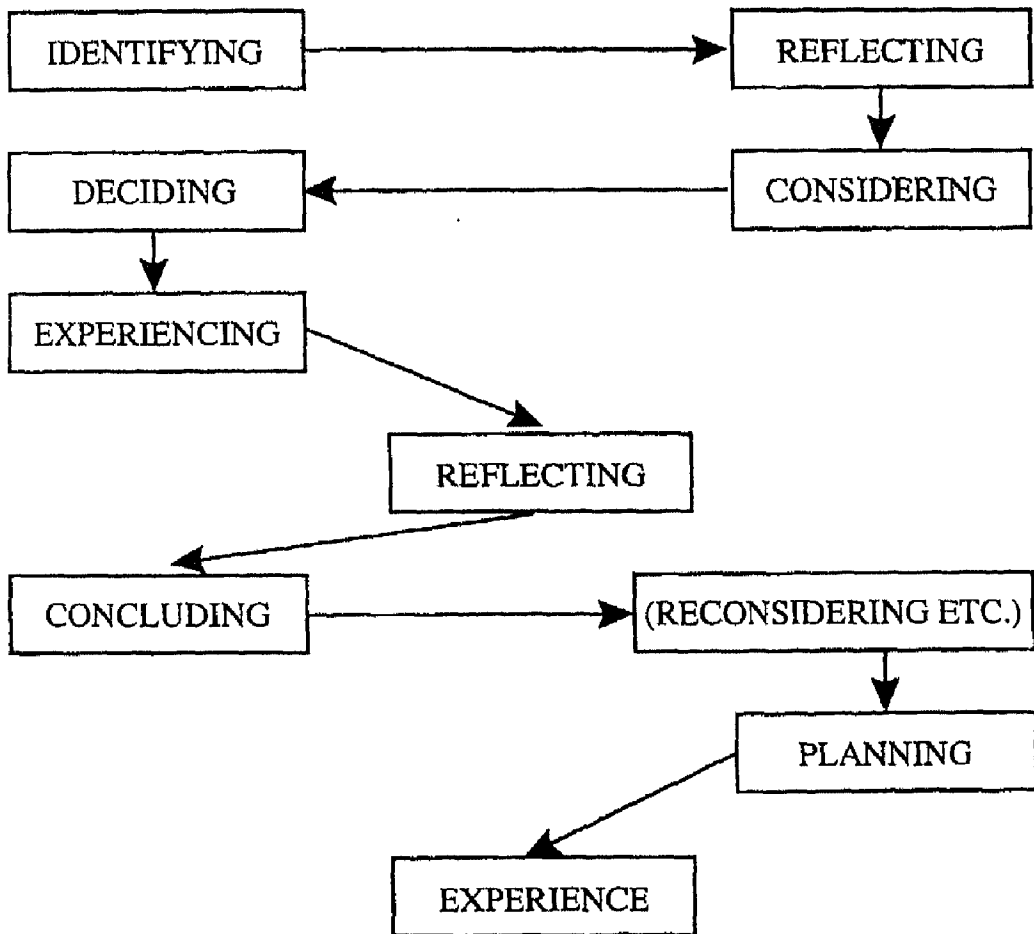 IDENTIFYING
REFLECTING
DECIDING
CONSIDERING
EXPERIENCING
REFLECTING
CONCLUDING
(RECONSIDERING ETC.)
PLANNING
EXPERIENCE